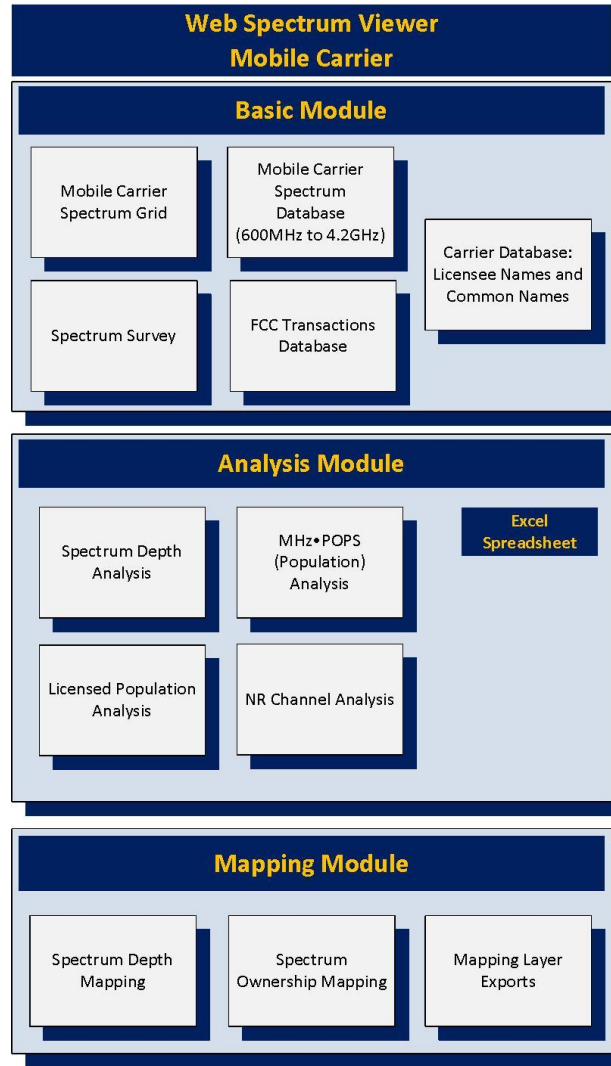 Web Spectrum Viewer
Mobile Carrier
Basic Module
Mobile Carrier
Spectrum Grid
Mobile Carrier
Spectrum
Database
(600MHz to 4.2GHz)
Carrier Database:
Licensee Names and
Common Names
Spectrum Survey
FCC Transactions
Database
Analysis Module
Spectrum Depth
Analysis
MHz•POPS
(Population)
Analysis
Excel
Spreadsheet
Licensed Population
Analysis
NR Channel Analysis
Mapping Module
Spectrum Depth
Mapping
Spectrum
Ownership Mapping
Mapping Layer
Exports